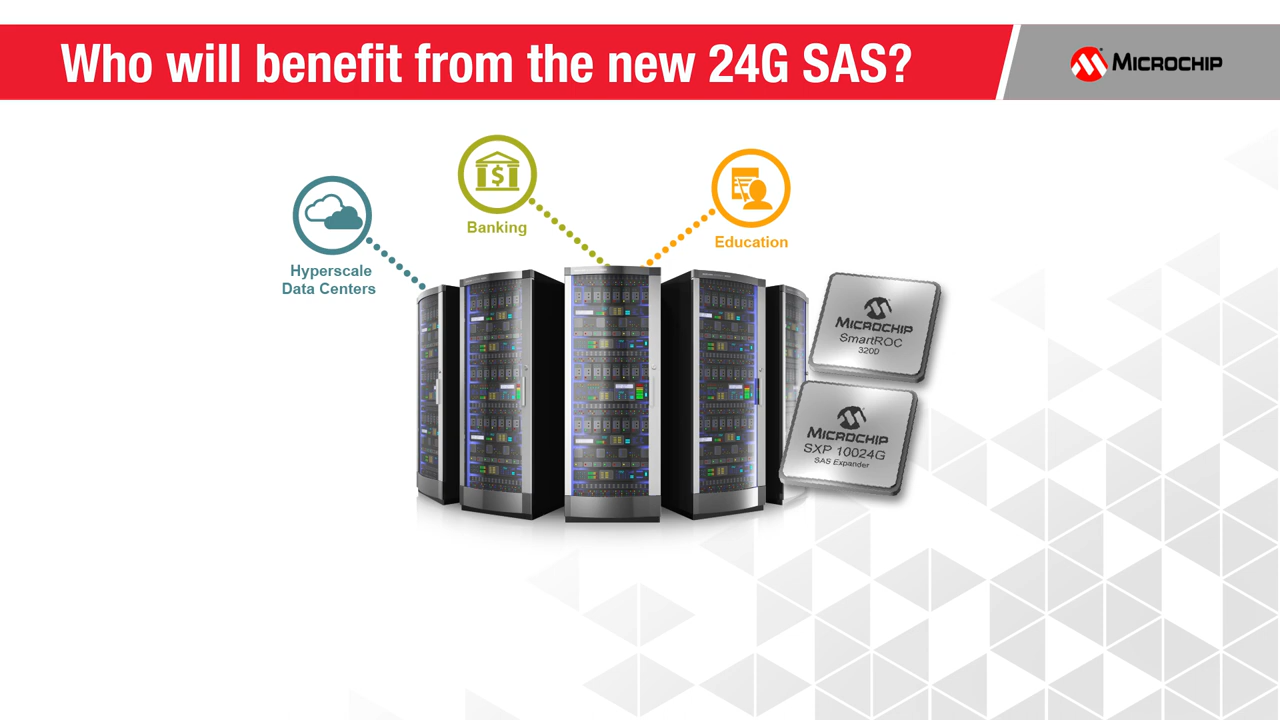 Who will benefit from the new 24G SAS?
MICROCHIP
Banking
Education
Hyperscale
Data Centers
$
MICROCHIP
SmartROC
3200
MICROCHIP
SXP 10024G
SAS Expander